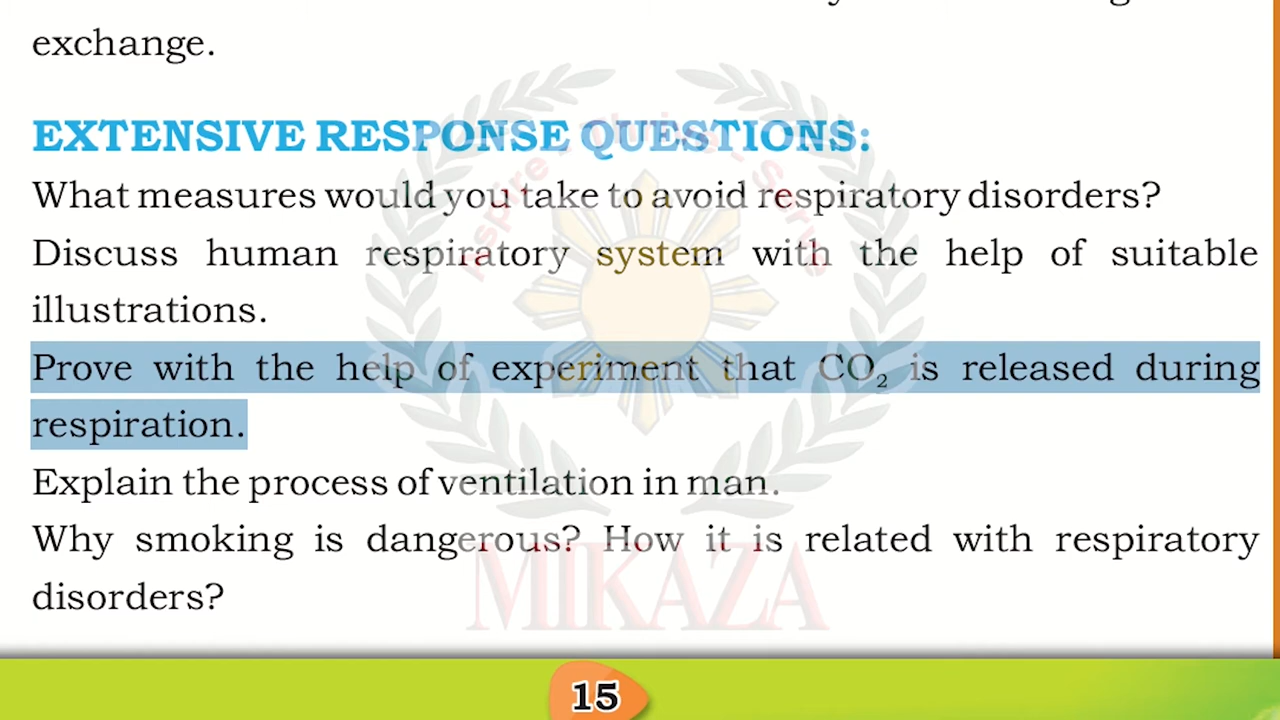 exchange.
EXTENSIVE RESPONSE QUESTIONS:
What measures would you take to avoid respiratory disorders?
Discuss human respiratory system with the help of suitable
illustrations.
Prove with the help of experiment that CO₂ is released during
respiration.
Explain the process of ventilation in man.
Why smoking is dangerous? How it is related with respiratory
disorders?
MIKAZA
15